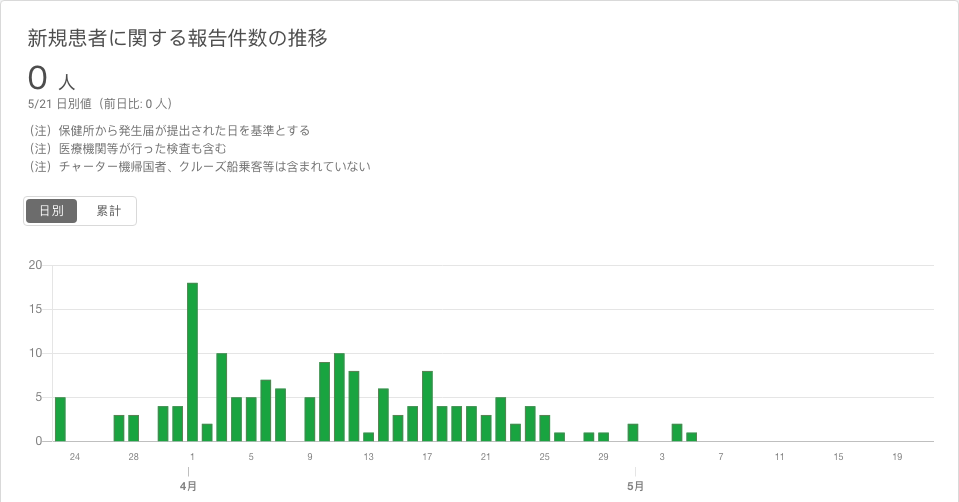 新規患者に関する報告件数の推移
0 人
5/21 日別値（前日比: 0 人）
（注）保健所から発生届が提出された日を基準とする
（注）医療機関等が行った検査も含む
（注）チャーター機帰国者、クルーズ船乗客等は含まれていない
日別 累計
20
15
10
5
0
24 28 1 5 9 13 17 21 25 29 3 7 11 15 19
4月 5月